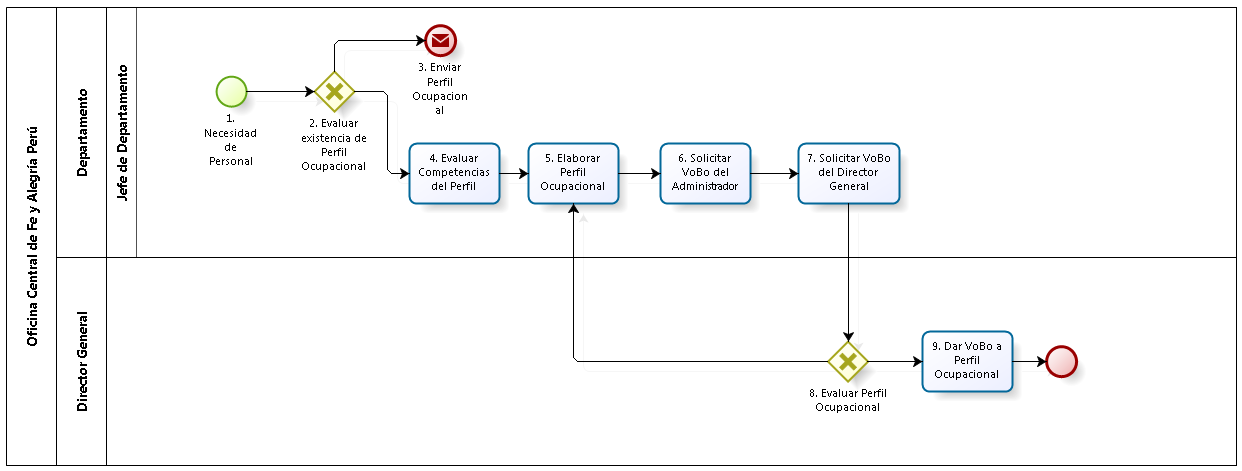 Oficina Central de Fe y Alegría Perú
Departamento
Jefe de Departamento
1.
Necesidad
de
Personal
2. Evaluar
existencia de
Perfil
Ocupacional
3. Enviar
Perfil
Ocupacion
al
4. Evaluar
Competencias
del Perfil
5. Elaborar
Perfil
Ocupacional
6. Solicitar
VoBo del
Administrador
7. Solicitar VoBo
del Director
General
Director General
8. Evaluar Perfil
Ocupacional
9. Dar VoBo a
Perfil
Ocupacional